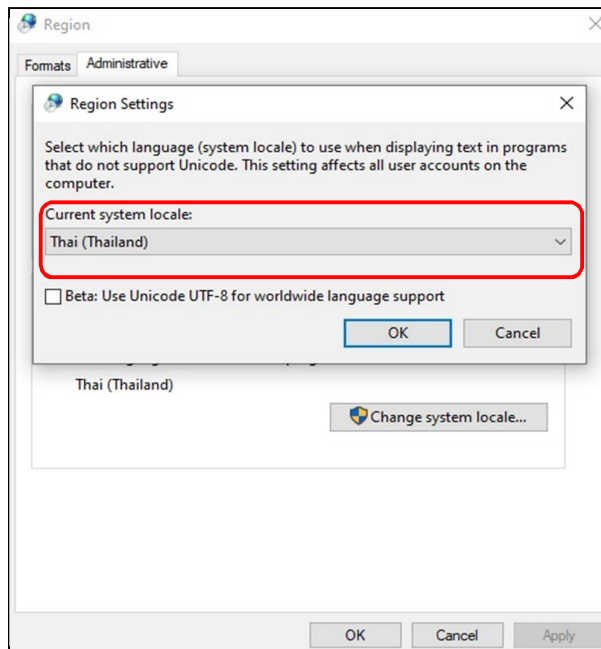 Region
Formats
Administrative
Region Settings
Select which language (system locale) to use when displaying text in programs
that do not support Unicode. This setting affects all user accounts on the
computer.
Current system locale:
Thai (Thailand)
Beta: Use Unicode UTF-8 for worldwide language support
OK
Cancel
Thai (Thailand)
Change system locale...
OK
Cancel
Apply